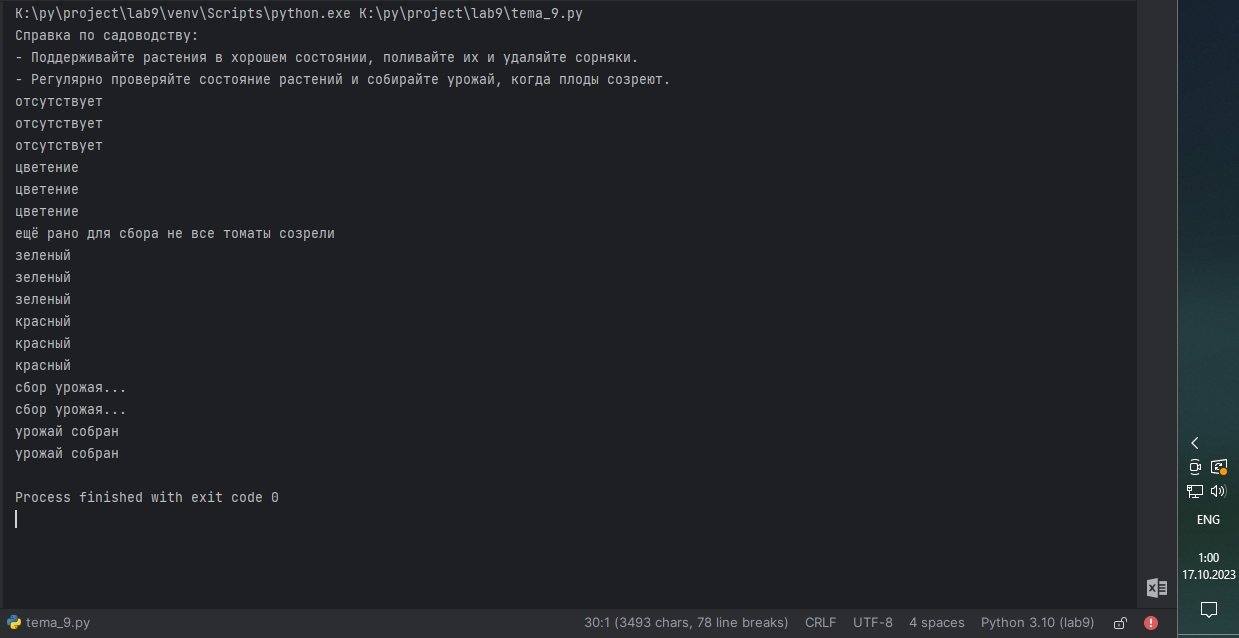 K:\py\project\lab9\venv\Scripts\python.exe K:\py\project\lab9\tema_9.py
Справка по садоводству:
- Поддерживайте растения в хорошем состоянии, поливайте их и удаляйте сорняки.
- Регулярно проверяйте состояние растений и собирайте урожай, когда плоды созреют.
отсутствует
отсутствует
отсутствует
цветение
цветение
цветение
ещё рано для сбора не все томаты созрели
зеленый
зеленый
зеленый
красный
красный
красный
сбор урожая...
сбор урожая...
урожай собран
урожай собран
Process finished with exit code 0
ENG
1:00
17.10.2023
tema_9.py 30:1 (3493 chars, 78 line breaks) CRLF UTF-8 4 spaces Python 3.10 (lab9)